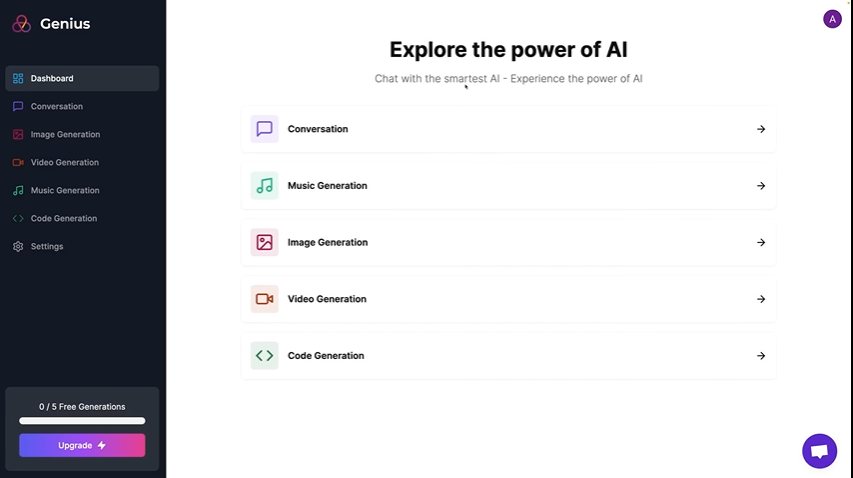 Genius
Dashboard
Conversation
Image Generation
Video Generation
Music Generation
Code Generation
Settings
0 / 5 Free Generations
Upgrade
A
Explore the power of AI
Chat with the smartest AI - Experience the power of AI
Conversation
Music Generation
Image Generation
Video Generation
Code Generation